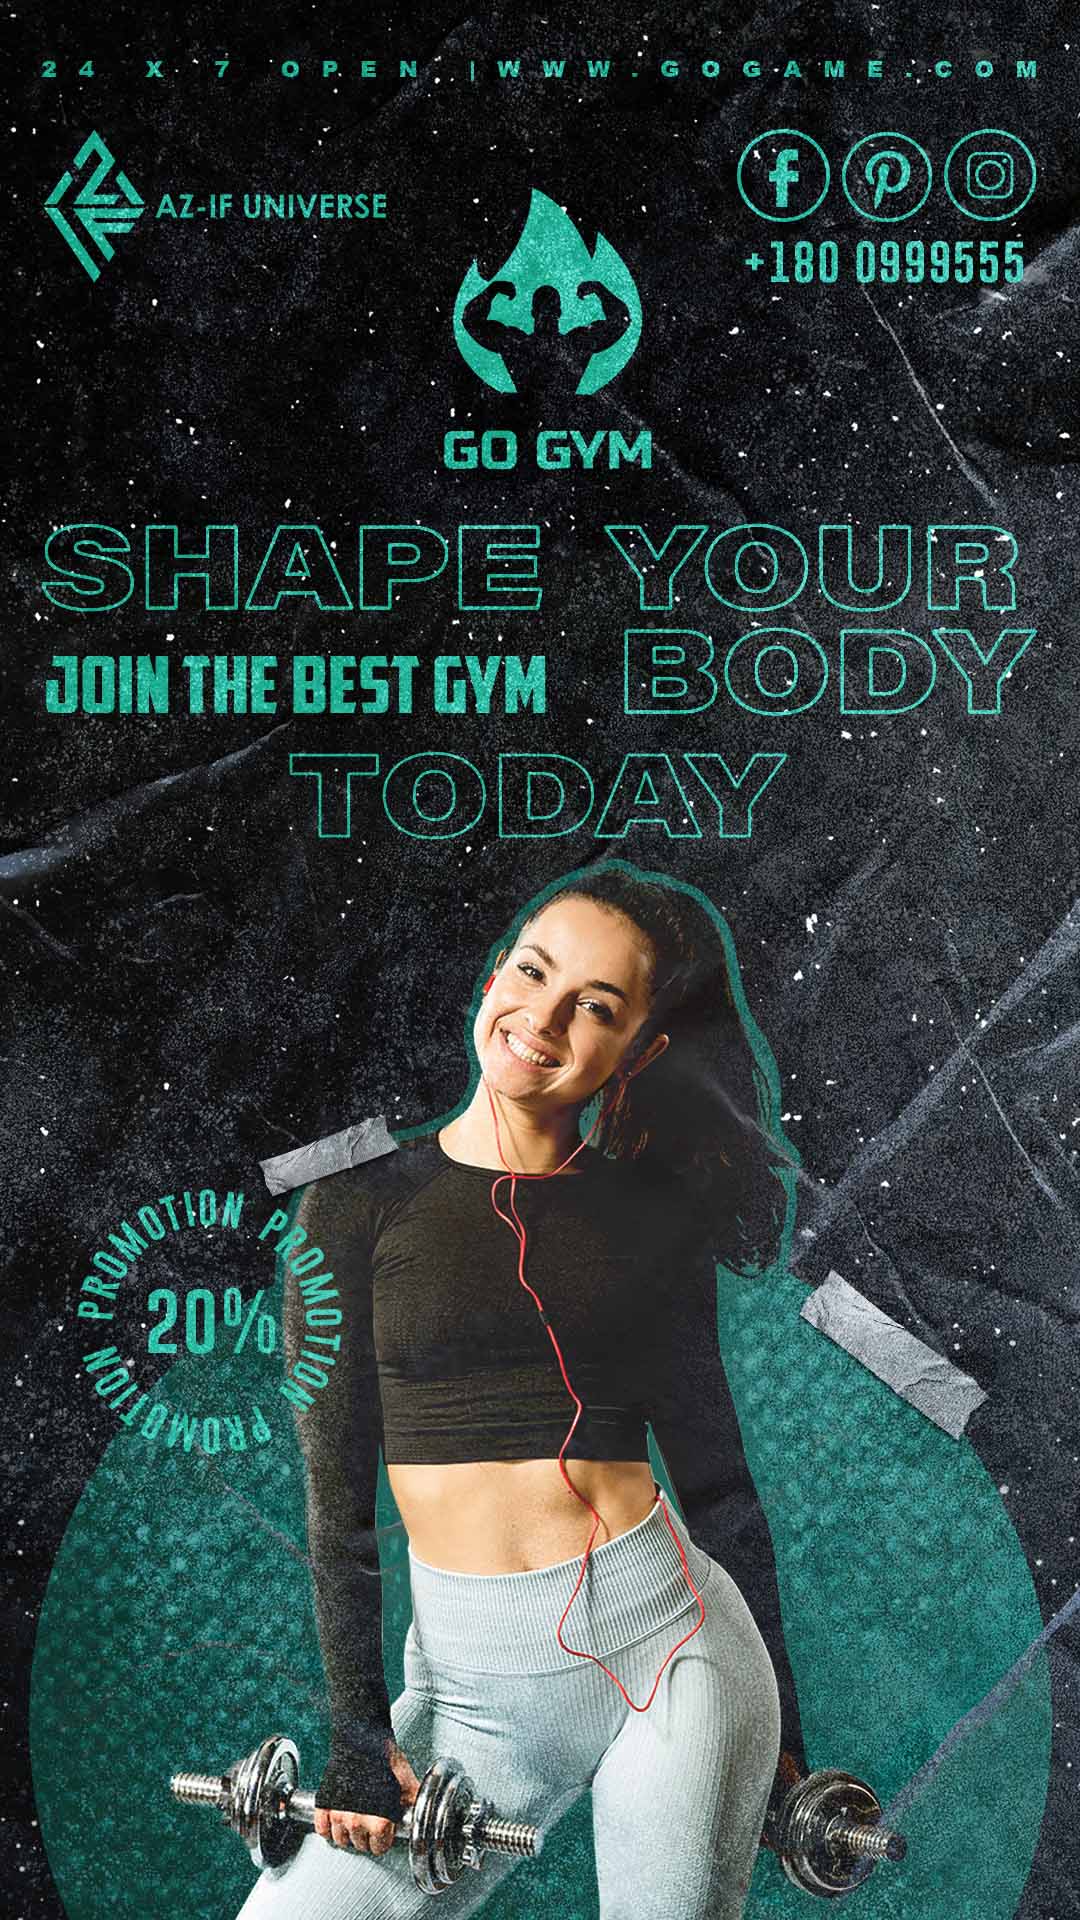 24 X 7 OPEN |WWW.GOGAME.COM
AZ-IF UNIVERSE
+180 0999555
GO GYM
SHAPE YOUR
JOIN THE BEST GYM BODY
TODAY
PROMOTION PROMOTION PROMOTION PROMOTION
20%